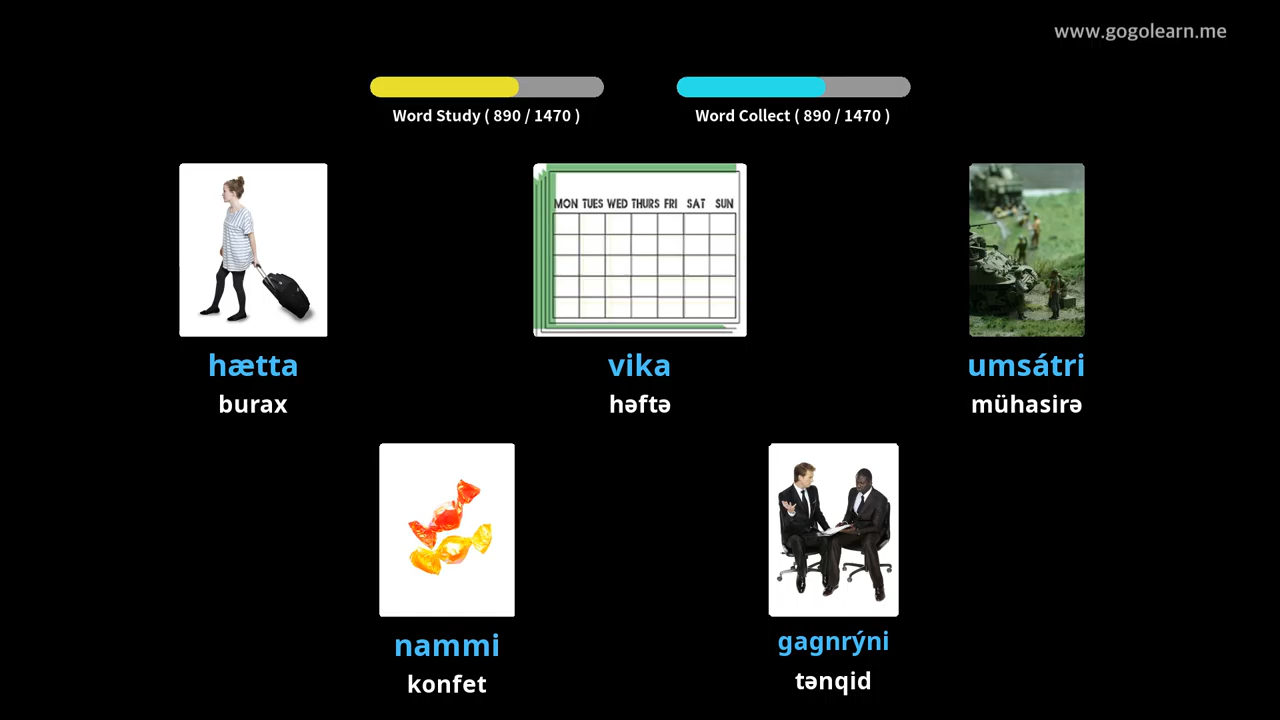 www.gogolearn.me
Word Study ( 890 / 1470 )
Word Collect ( 890 / 1470 )
MON TUES WED THURS FRI SAT SUN
hætta
burax
vika
həftə
umsátri
mühasirə
nammi
konfet
gagnrýni
tənqid